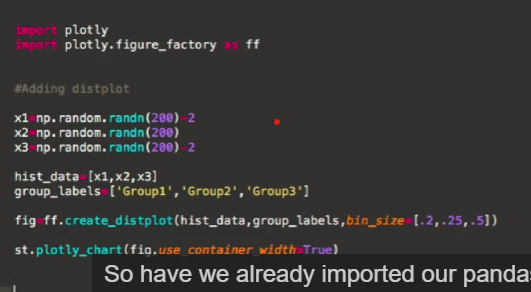 import plotly
import plotly.figure_factory as ff
#Adding distplot
x1=np.random.randn(200)-2
x2=np.random.randn(200)
x3=np.random.randn(200)-2
hist_data=[x1,x2,x3]
group_labels=['Group1','Group2','Group3']
fig=ff.create_distplot(hist_data,group_labels,bin_size=[.2,.25,.5])
st.plotly_chart(fig,use_container_width=True)
So have we already imported our pandas